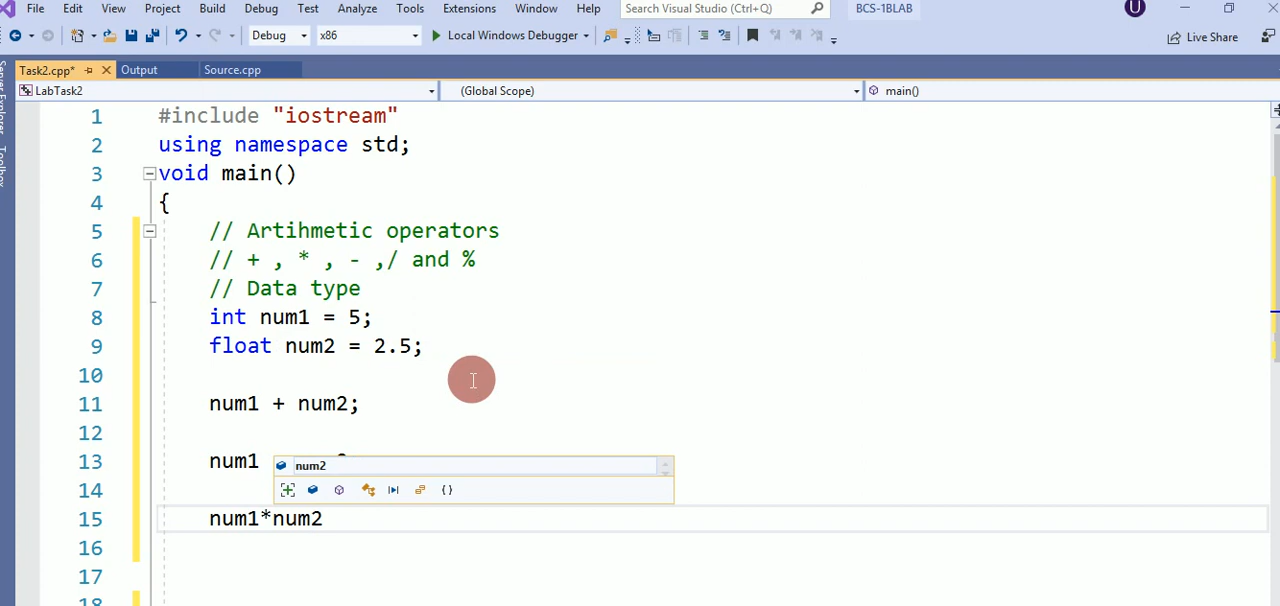 File Edit View Project Build Debug Test Analyze Tools Extensions Window Help Search Visual Studio (Ctrl+Q) BCS-1BLAB U
Debug x86 Local Windows Debugger Live Share
Server Explorer Toolbox
Task2.cpp* Output Source.cpp
LabTask2 (Global Scope) main()
1 #include "iostream"
2 using namespace std;
3 void main()
4 {
5 // Artihmetic operators
6 // + , * , - ,/ and %
7 // Data type
8 int num1 = 5;
9 float num2 = 2.5;
10
11 num1 + num2;
12
13 num1
num2
14
15 num1*num2
16
17
18